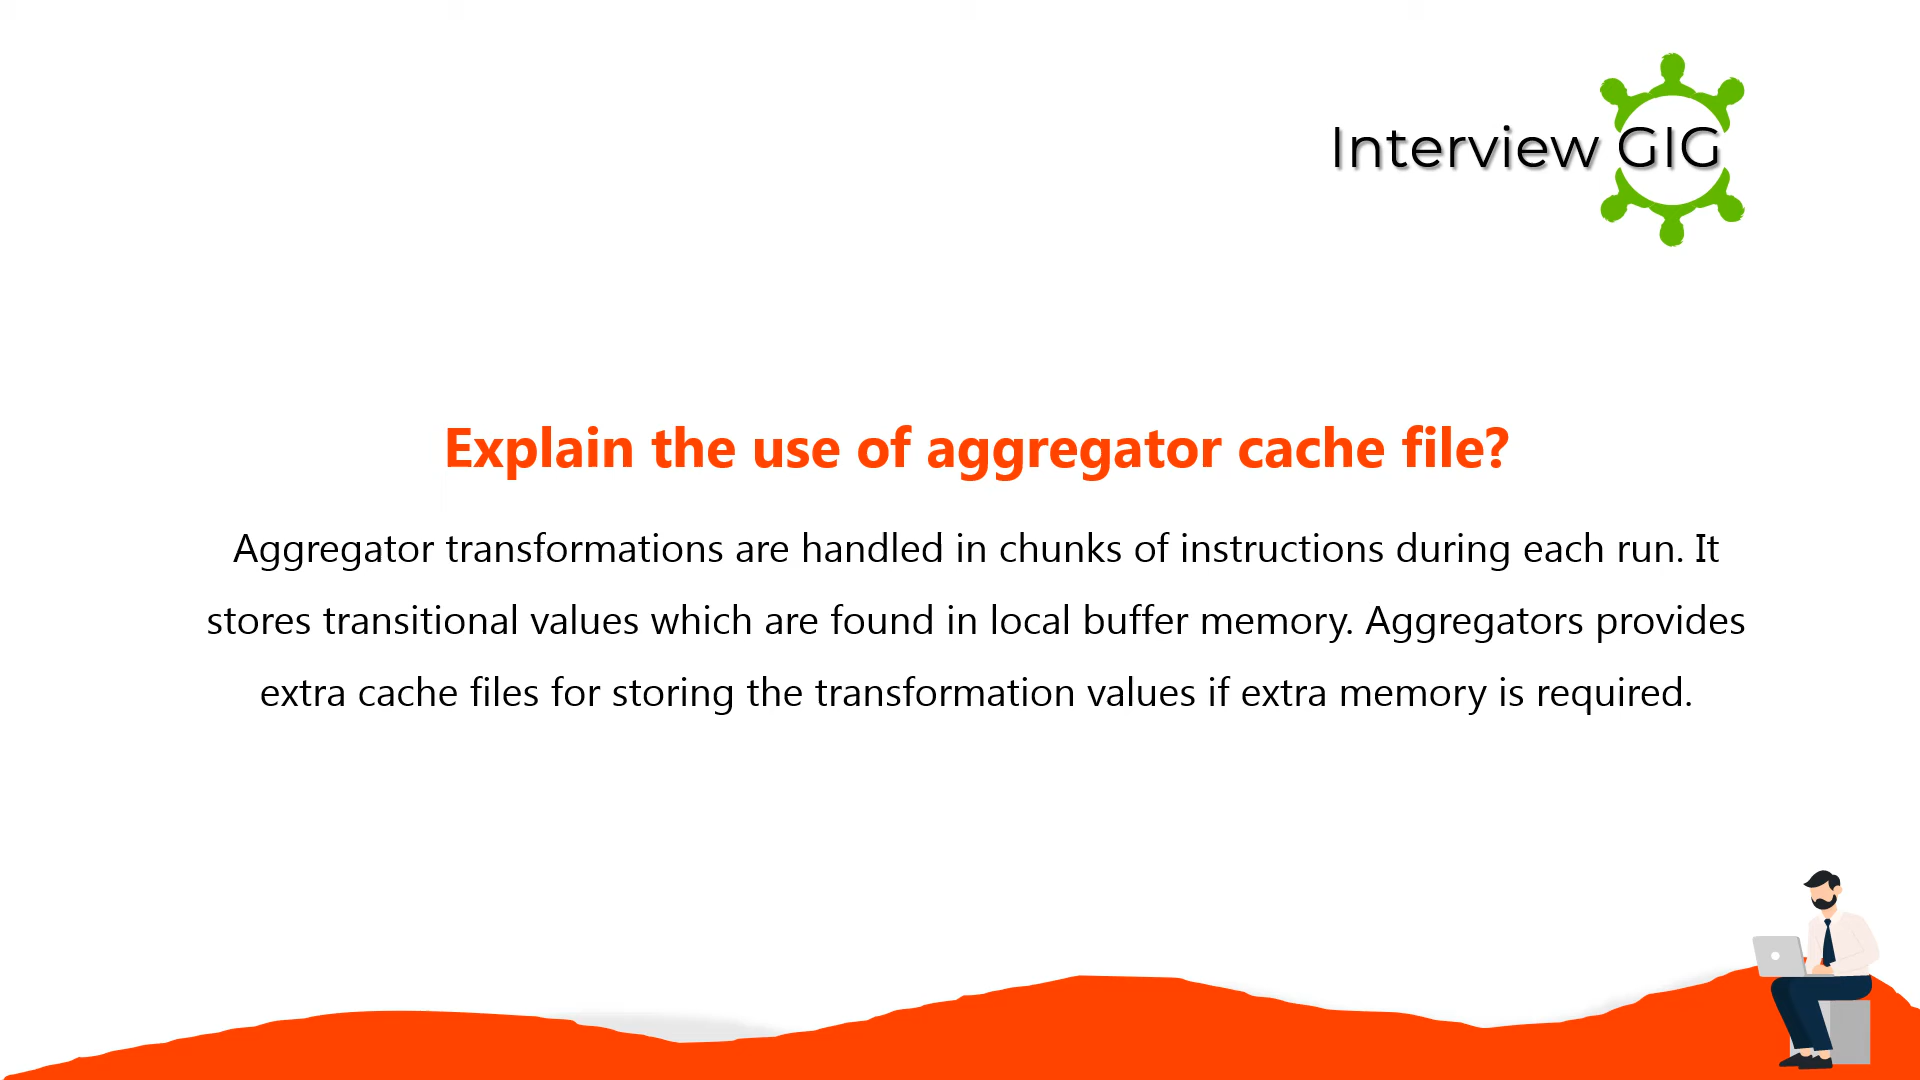 Interview GIG
Explain the use of aggregator cache file?
Aggregator transformations are handled in chunks of instructions during each run. It
stores transitional values which are found in local buffer memory. Aggregators provides
extra cache files for storing the transformation values if extra memory is required.